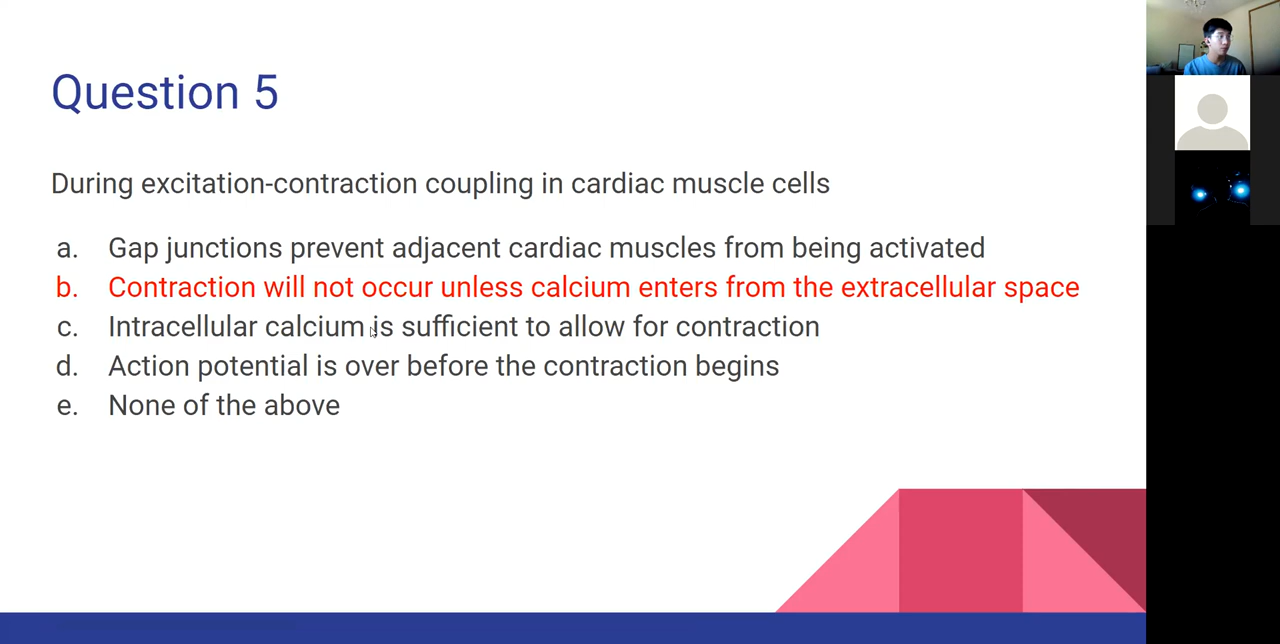 Question 5
During excitation-contraction coupling in cardiac muscle cells
a. Gap junctions prevent adjacent cardiac muscles from being activated
b. Contraction will not occur unless calcium enters from the extracellular space
c. Intracellular calcium is sufficient to allow for contraction
d. Action potential is over before the contraction begins
e. None of the above